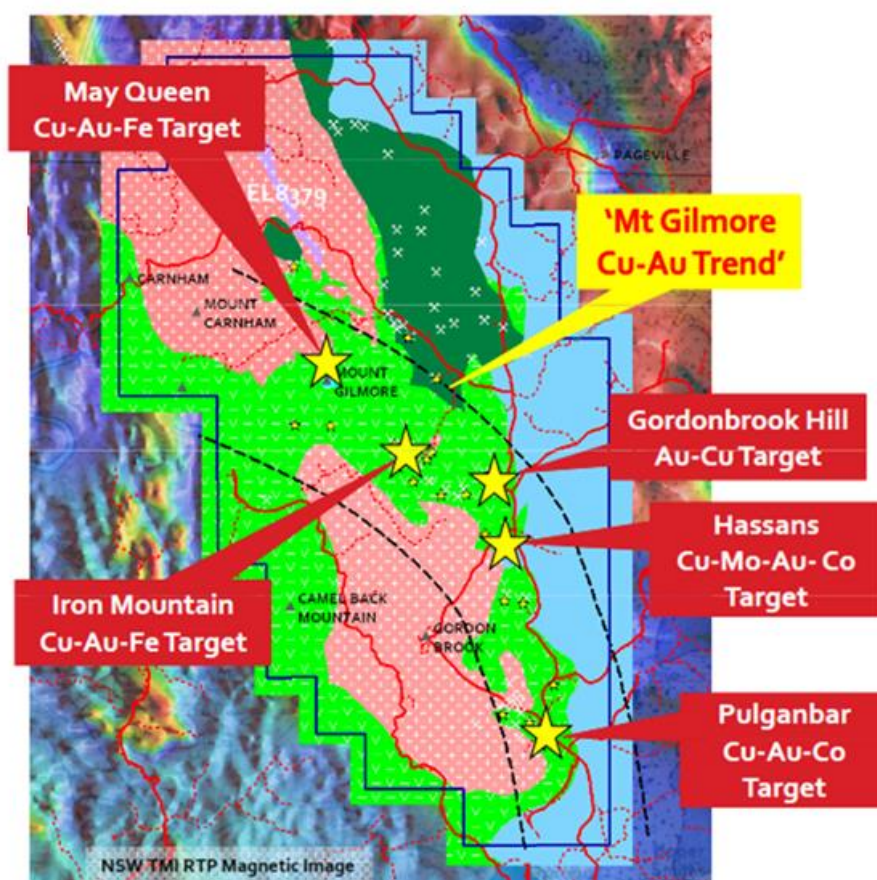 May Queen
Cu-Au-Fe Target
PAGEVILLE
EL8379
'Mt Gilmore
Cu-Au Trend'
CARNHAM
MOUNT
CARNHAM
MOUNT
GILMORE
Gordonbrook Hill
Au-Cu Target
Hassans
Cu-Mo-Au- Co
Target
Iron Mountain
Cu-Au-Fe Target
CAMEL BACK
MOUNTAIN
GORDON
BROOK
Pulganbar
Cu-Au-Co
Target
NSW TMI RTP Magnetic Image